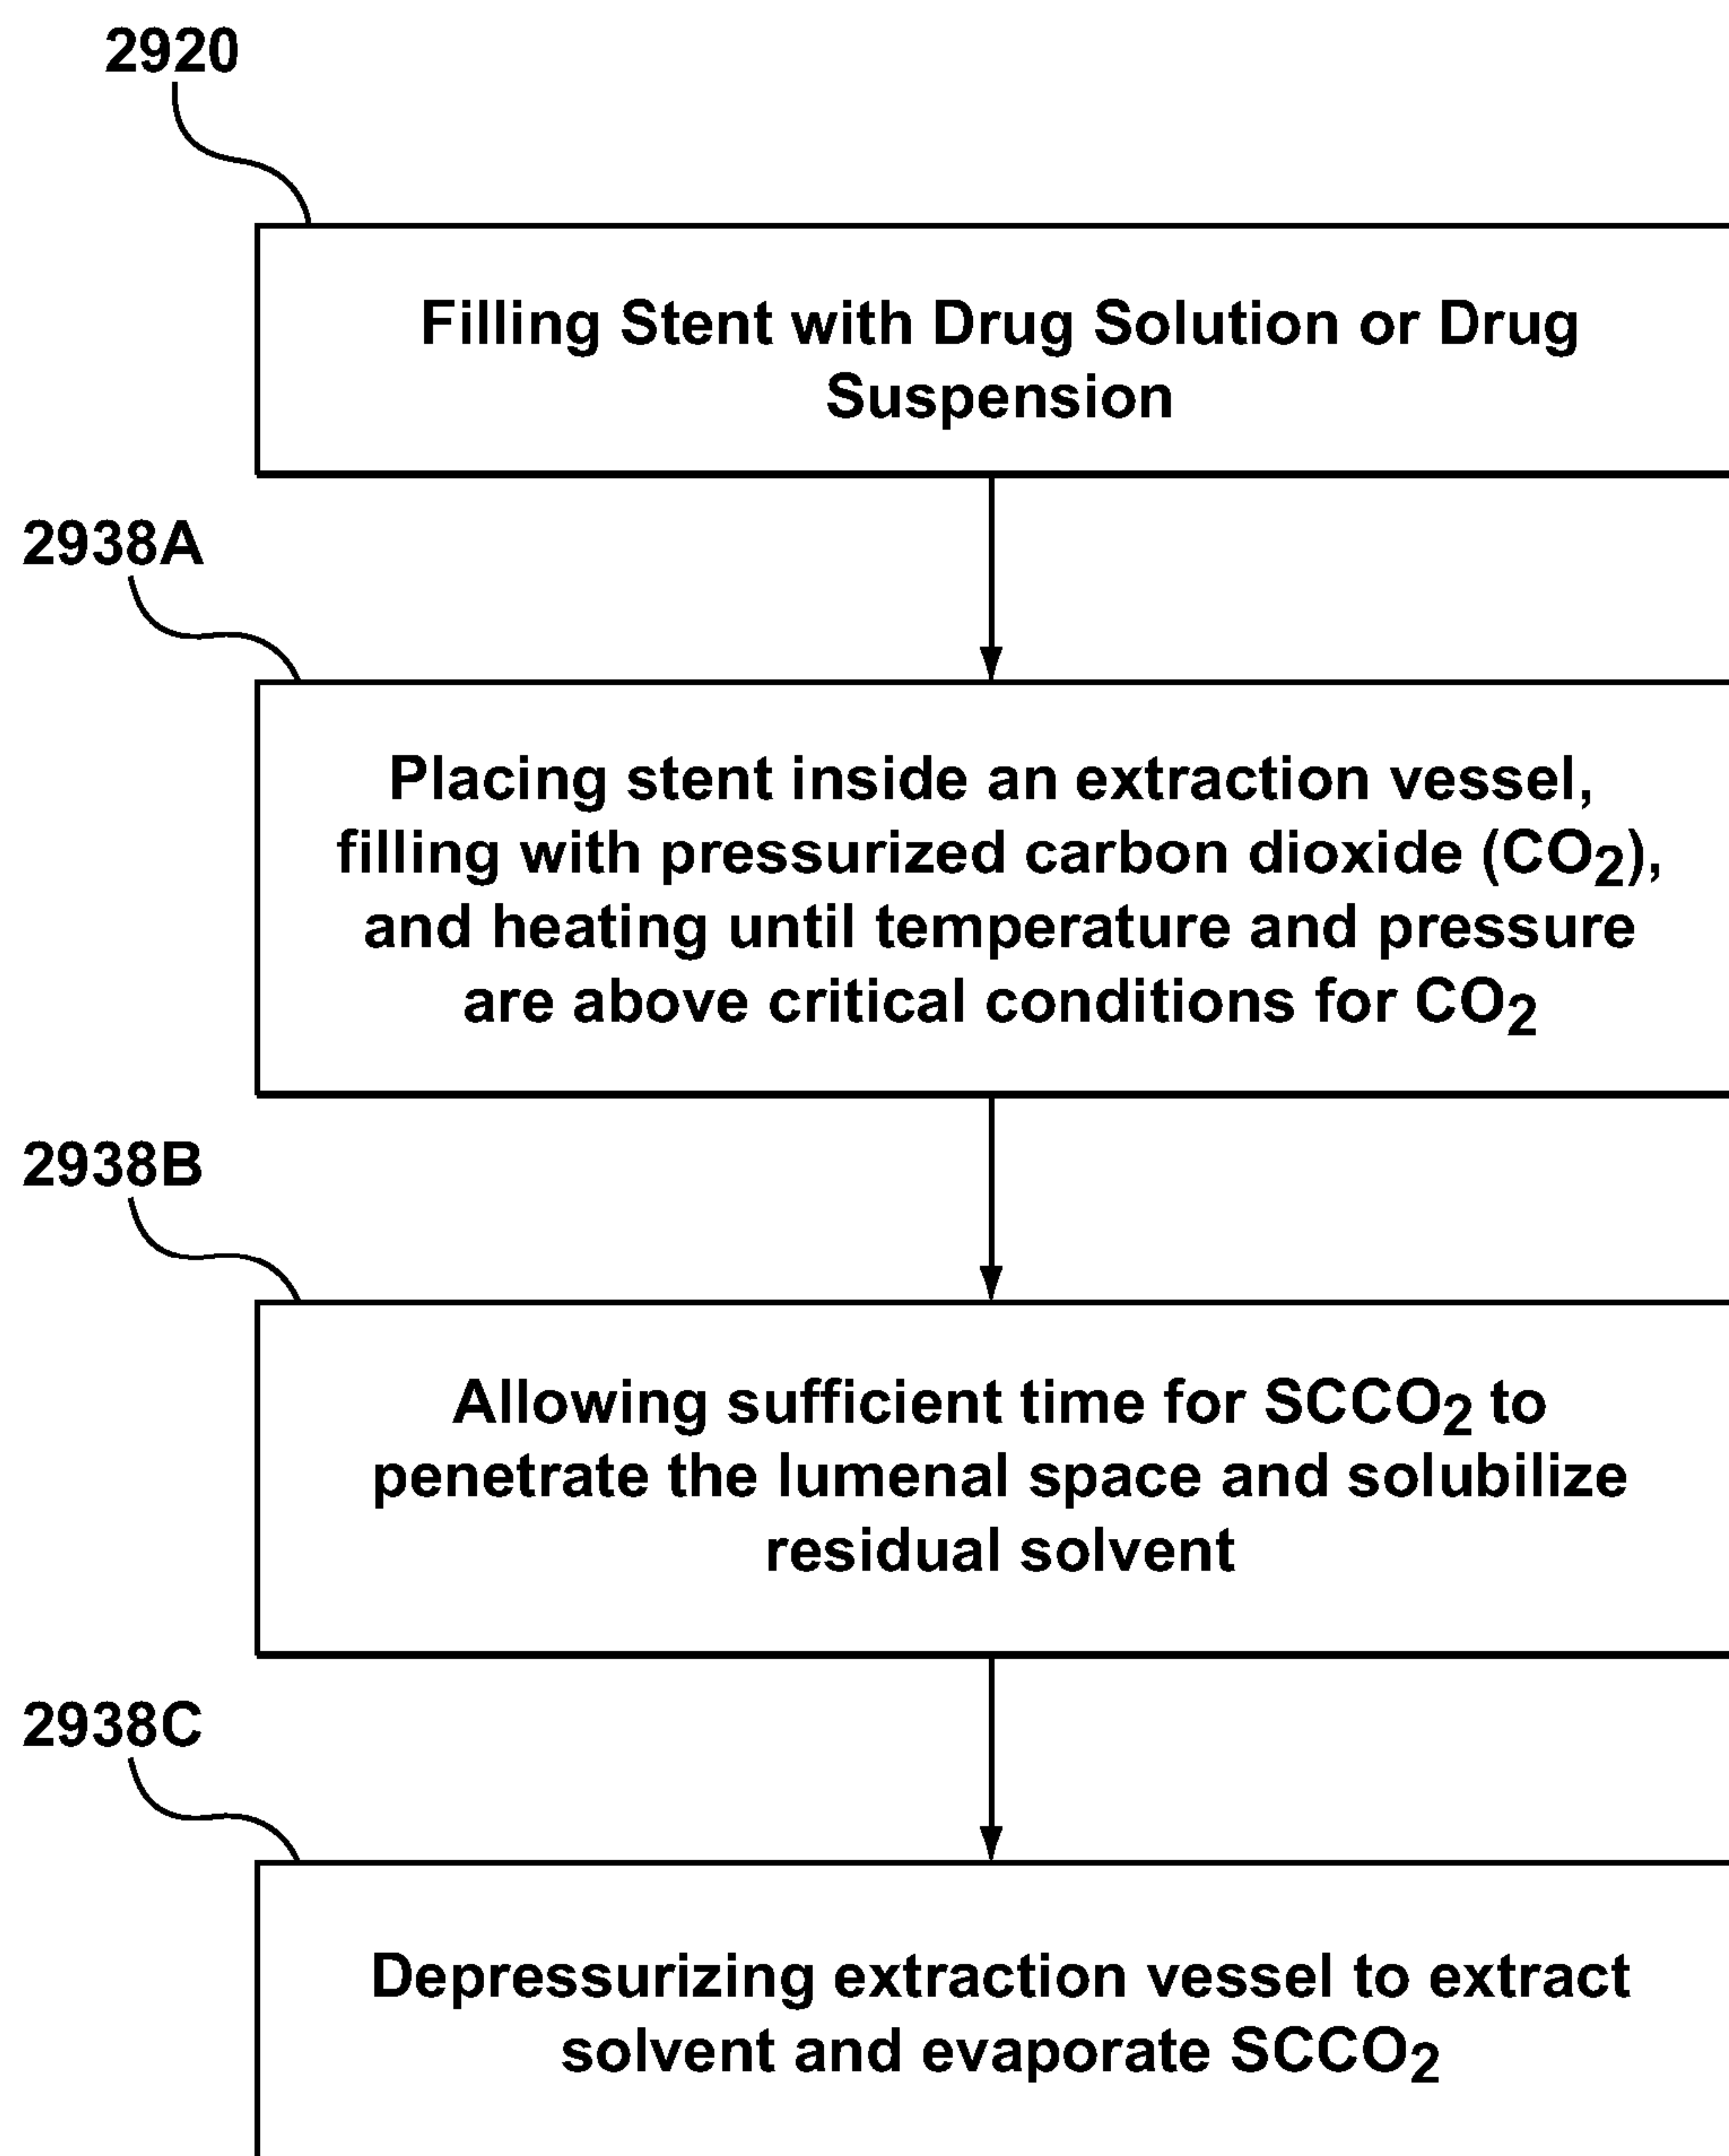 2920
Filling Stent with Drug Solution or Drug
Suspension
2938A
Placing stent inside an extraction vessel,
filling with pressurized carbon dioxide (CO₂),
and heating until temperature and pressure
are above critical conditions for CO₂
2938B
Allowing sufficient time for SCCO₂ to
penetrate the lumenal space and solubilize
residual solvent
2938C
Depressurizing extraction vessel to extract
solvent and evaporate SCCO₂